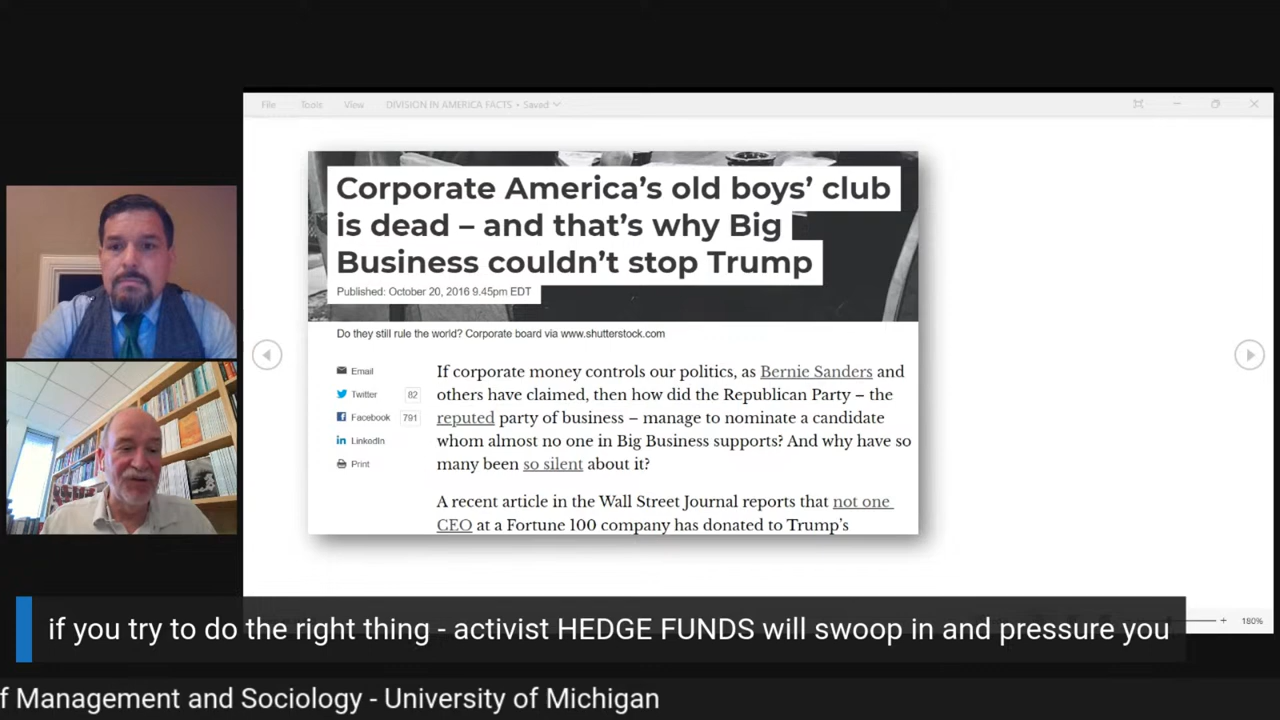 File Tools View DIVISION IN AMERICA FACTS • Saved
Corporate America's old boys' club
is dead – and that's why Big
Business couldn't stop Trump
Published: October 20, 2016 9.45pm EDT
Do they still rule the world? Corporate board via www.shutterstock.com
Email
Twitter 82
Facebook 791
LinkedIn
Print
If corporate money controls our politics, as Bernie Sanders and
others have claimed, then how did the Republican Party – the
reputed party of business – manage to nominate a candidate
whom almost no one in Big Business supports? And why have so
many been so silent about it?
A recent article in the Wall Street Journal reports that not one
CEO at a Fortune 100 company has donated to Trump's
180%
if you try to do the right thing - activist HEDGE FUNDS will swoop in and pressure you
f Management and Sociology - University of Michigan